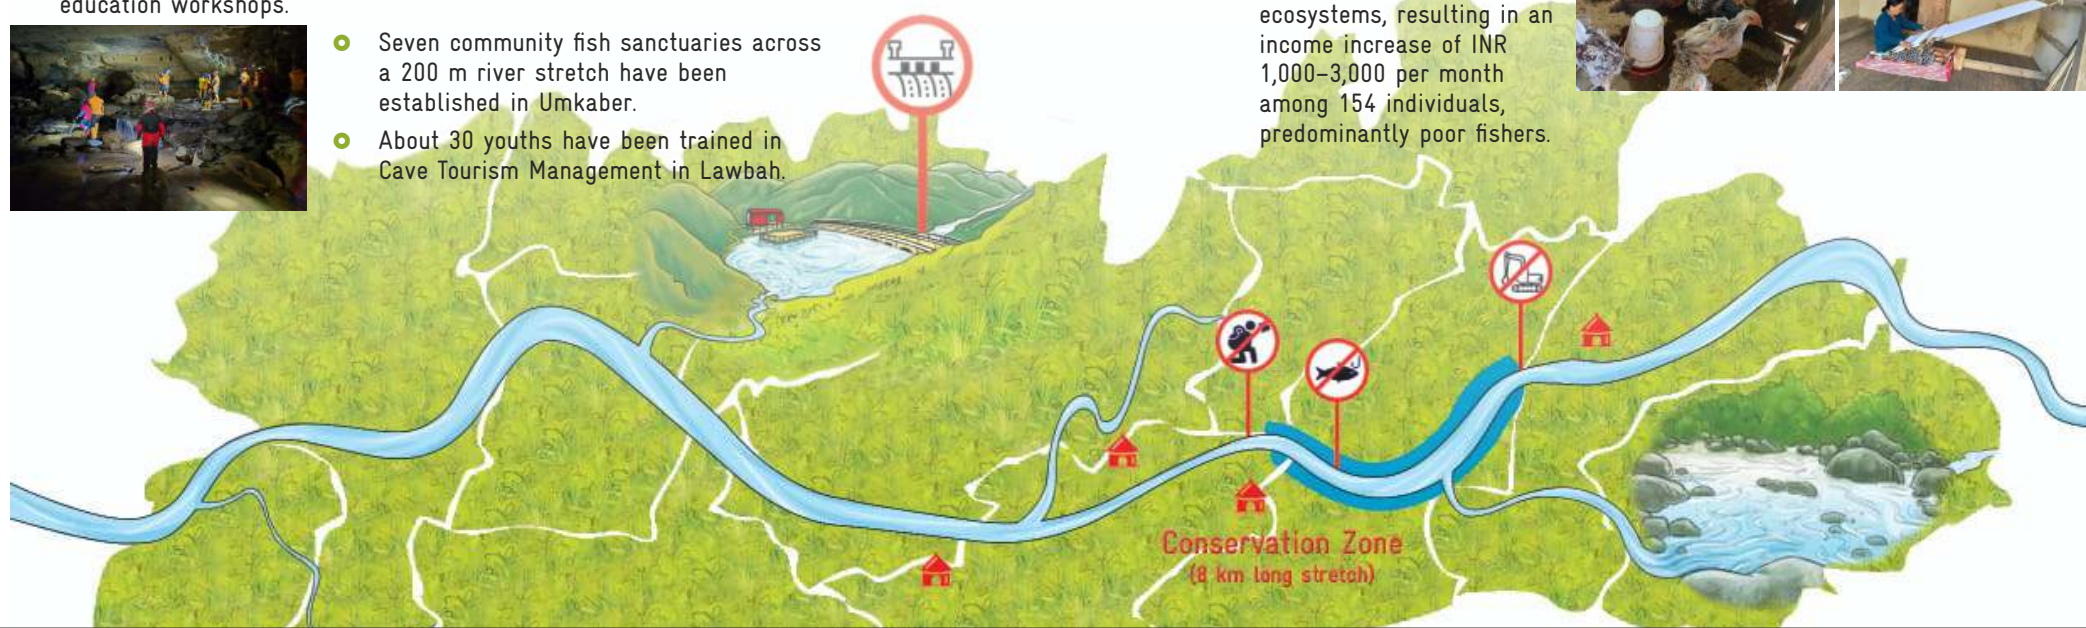 education workshops.
Seven community fish sanctuaries across
a 200 m river stretch have been
established in Umkaber.
About 30 youths have been trained in
Cave Tourism Management in Lawbah.
ecosystems, resulting in an
income increase of INR
1,000–3,000 per month
among 154 individuals,
predominantly poor fishers.
Conservation Zone
(8 km long stretch)